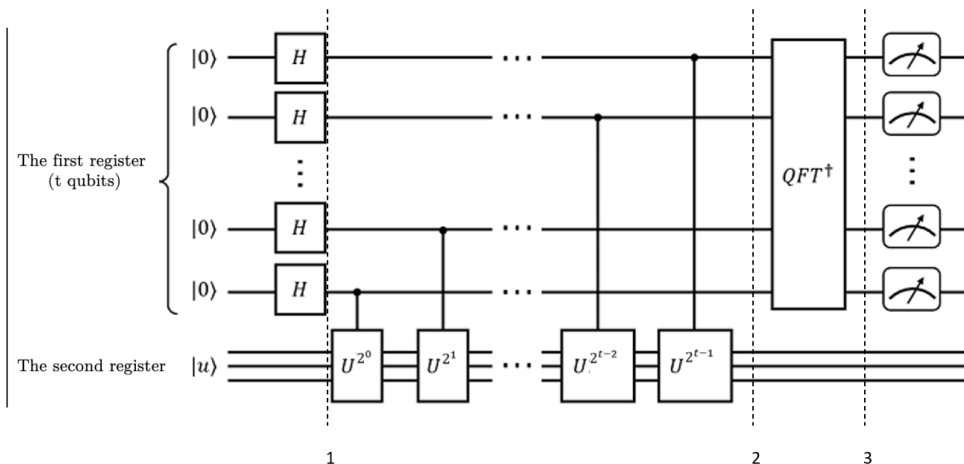 |0⟩ H ···
|0⟩ H ···
The first register
(t qubits)
QFT†
|0⟩ H ···
|0⟩ H ···
The second register |u⟩ U^{2^0} U^{2^1} ··· U^{2^{t−2}} U^{2^{t−1}}
1 2 3